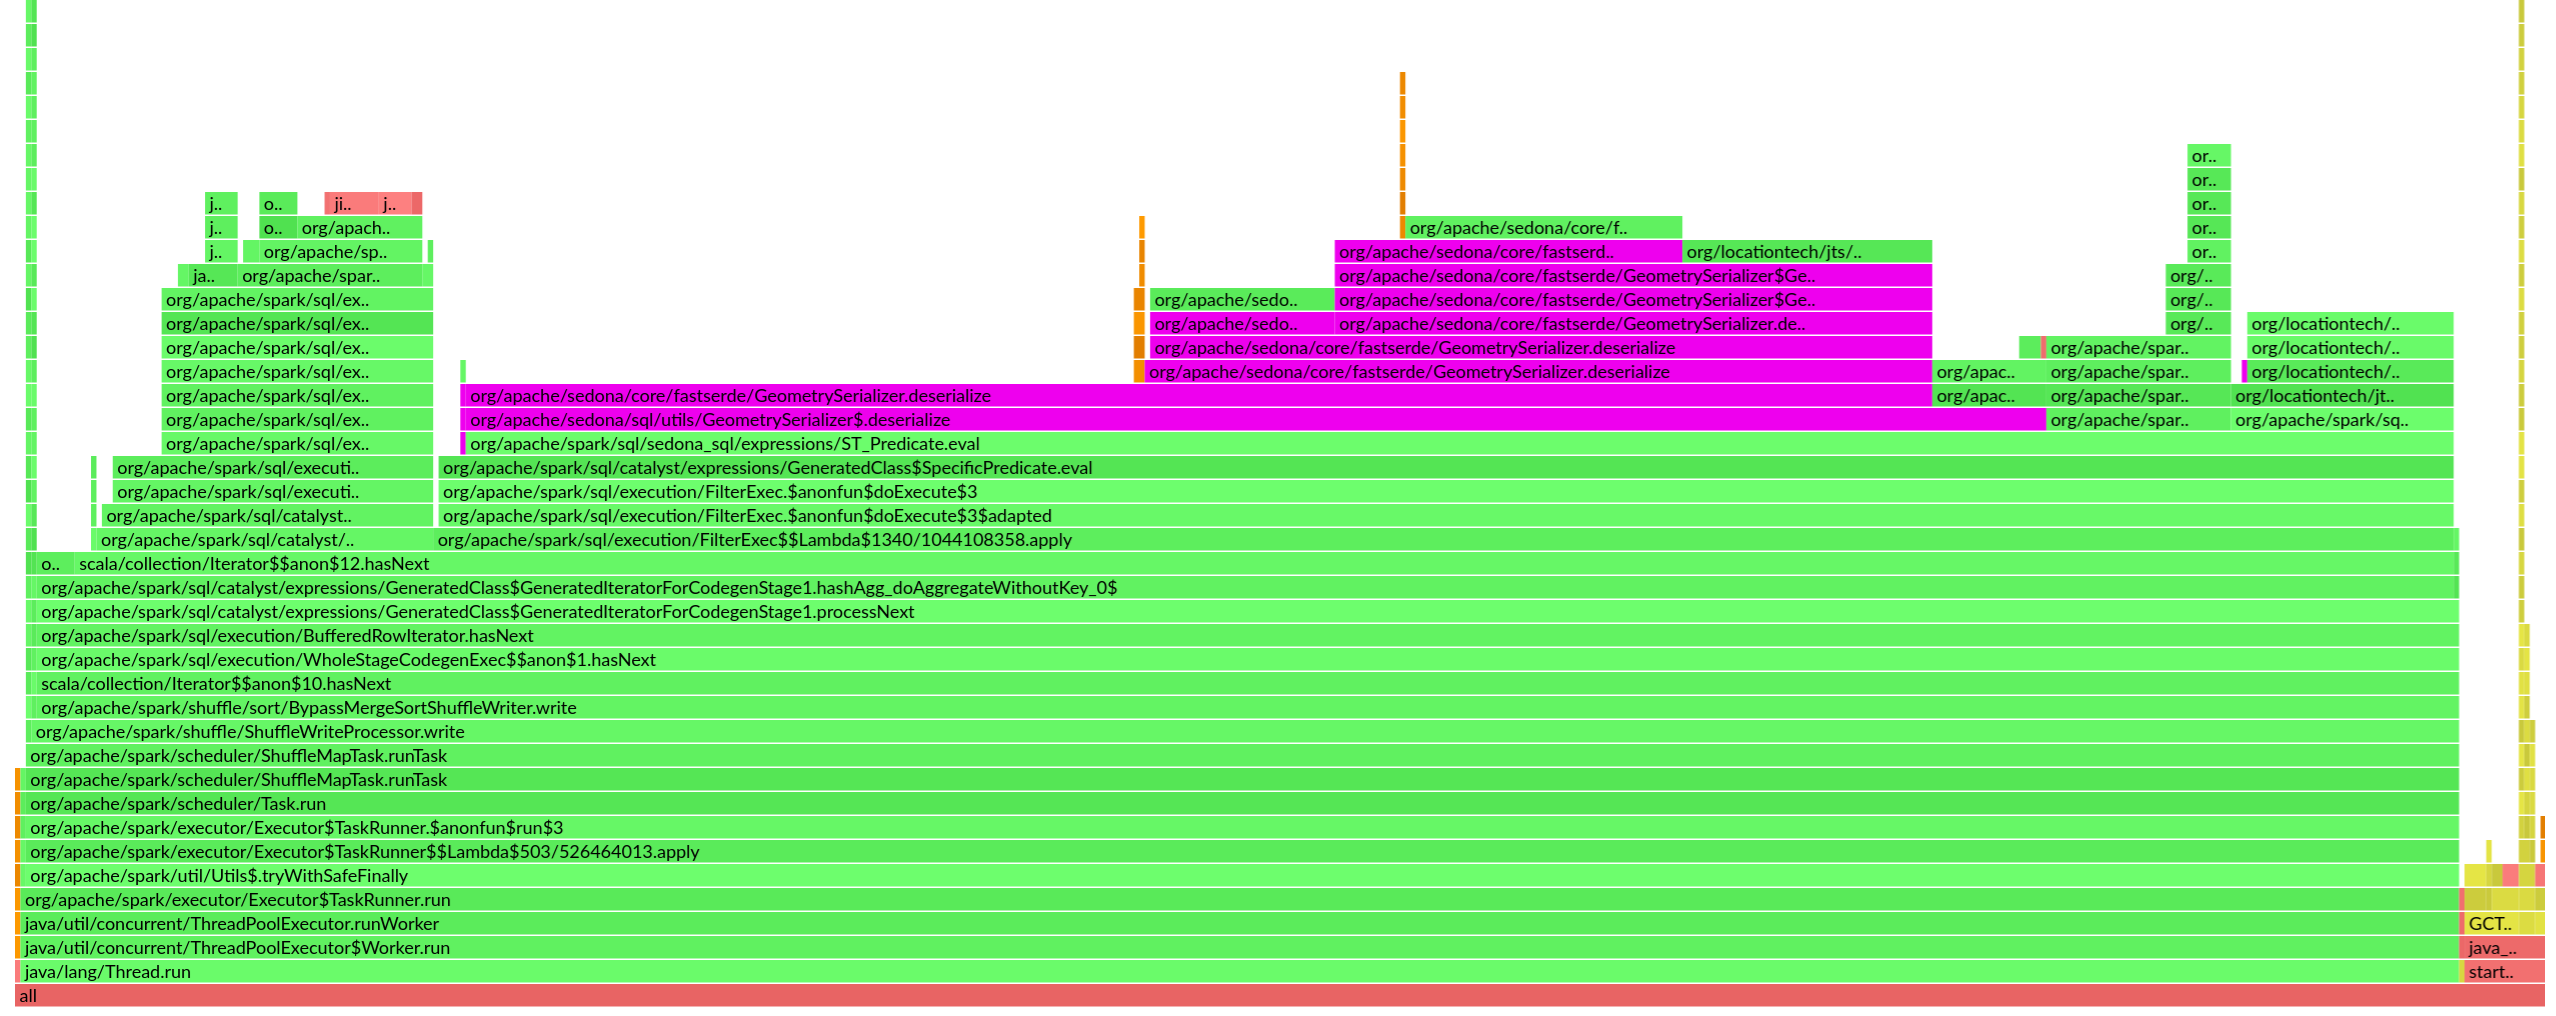 or..
or..
j.. o.. ji.. j.. or..
j.. o.. org/apach.. org/apache/sedona/core/f.. or..
j.. org/apache/sp.. org/apache/sedona/core/fastserd.. org/locationtech/jts/.. or..
ja.. org/apache/spar.. org/apache/sedona/core/fastserde/GeometrySerializer$Ge.. org/..
org/apache/spark/sql/ex.. org/apache/sedo.. org/apache/sedona/core/fastserde/GeometrySerializer$Ge.. org/..
org/apache/spark/sql/ex.. org/apache/sedo.. org/apache/sedona/core/fastserde/GeometrySerializer.de.. org/.. org/locationtech/..
org/apache/spark/sql/ex.. org/apache/sedona/core/fastserde/GeometrySerializer.deserialize org/apache/spar.. org/locationtech/..
org/apache/spark/sql/ex.. org/apache/sedona/core/fastserde/GeometrySerializer.deserialize org/apac.. org/apache/spar.. org/locationtech/..
org/apache/spark/sql/ex.. org/apache/sedona/core/fastserde/GeometrySerializer.deserialize org/apac.. org/apache/spar.. org/locationtech/jt..
org/apache/spark/sql/ex.. org/apache/sedona/sql/utils/GeometrySerializer$.deserialize org/apache/spar.. org/apache/spark/sq..
org/apache/spark/sql/ex.. org/apache/spark/sql/sedona_sql/expressions/ST_Predicate.eval
org/apache/spark/sql/executi.. org/apache/spark/sql/catalyst/expressions/GeneratedClass$SpecificPredicate.eval
org/apache/spark/sql/executi.. org/apache/spark/sql/execution/FilterExec.$anonfun$doExecute$3
org/apache/spark/sql/catalyst.. org/apache/spark/sql/execution/FilterExec.$anonfun$doExecute$3$adapted
org/apache/spark/sql/catalyst/.. org/apache/spark/sql/execution/FilterExec$$Lambda$1340/1044108358.apply
o.. scala/collection/Iterator$$anon$12.hasNext
org/apache/spark/sql/catalyst/expressions/GeneratedClass$GeneratedIteratorForCodegenStage1.hashAgg_doAggregateWithoutKey_0$
org/apache/spark/sql/catalyst/expressions/GeneratedClass$GeneratedIteratorForCodegenStage1.processNext
org/apache/spark/sql/execution/BufferedRowIterator.hasNext
org/apache/spark/sql/execution/WholeStageCodegenExec$$anon$1.hasNext
scala/collection/Iterator$$anon$10.hasNext
org/apache/spark/shuffle/sort/BypassMergeSortShuffleWriter.write
org/apache/spark/shuffle/ShuffleWriteProcessor.write
org/apache/spark/scheduler/ShuffleMapTask.runTask
org/apache/spark/scheduler/ShuffleMapTask.runTask
org/apache/spark/scheduler/Task.run
org/apache/spark/executor/Executor$TaskRunner.$anonfun$run$3
org/apache/spark/executor/Executor$TaskRunner$$Lambda$503/526464013.apply
org/apache/spark/util/Utils$.tryWithSafeFinally
org/apache/spark/executor/Executor$TaskRunner.run
java/util/concurrent/ThreadPoolExecutor.runWorker GCT..
java/util/concurrent/ThreadPoolExecutor$Worker.run java_..
java/lang/Thread.run start..
all